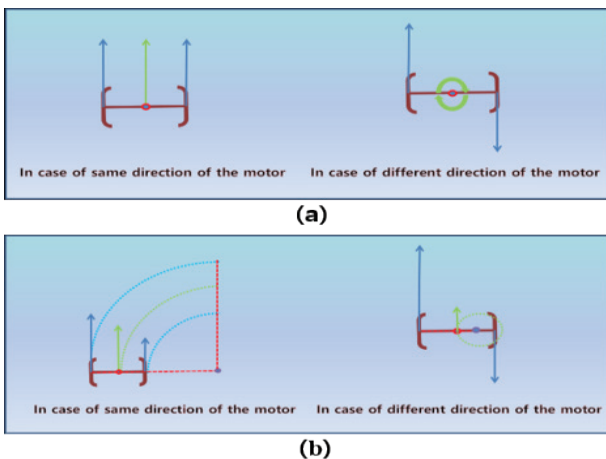 In case of same direction of the motor
In case of different direction of the motor
(a)
In case of same direction of the motor
In case of different direction of the motor
(b)